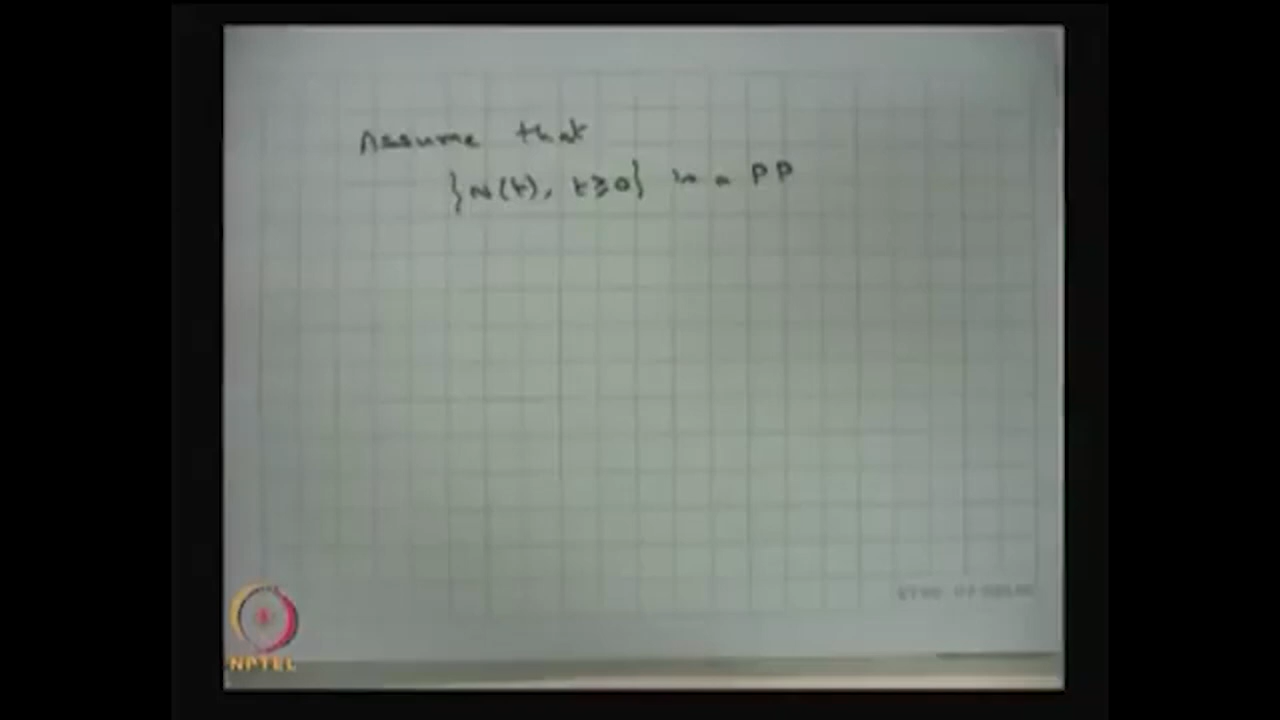 Assume that
}N(t), t≥0} is a PP
NPTEL